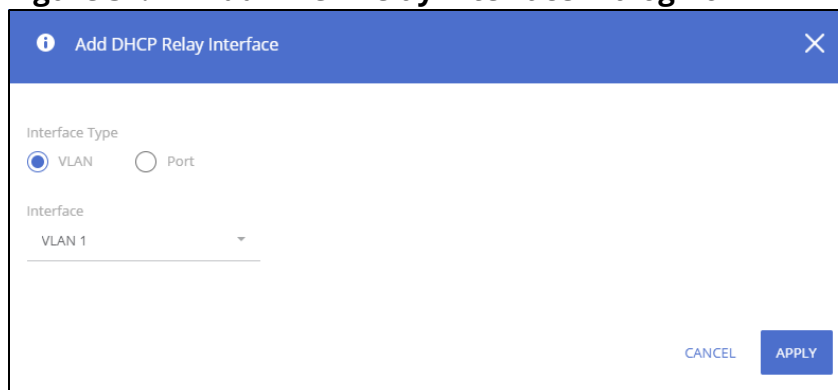 Add DHCP Relay Interface
Interface Type
VLAN Port
Interface
VLAN 1
CANCEL APPLY